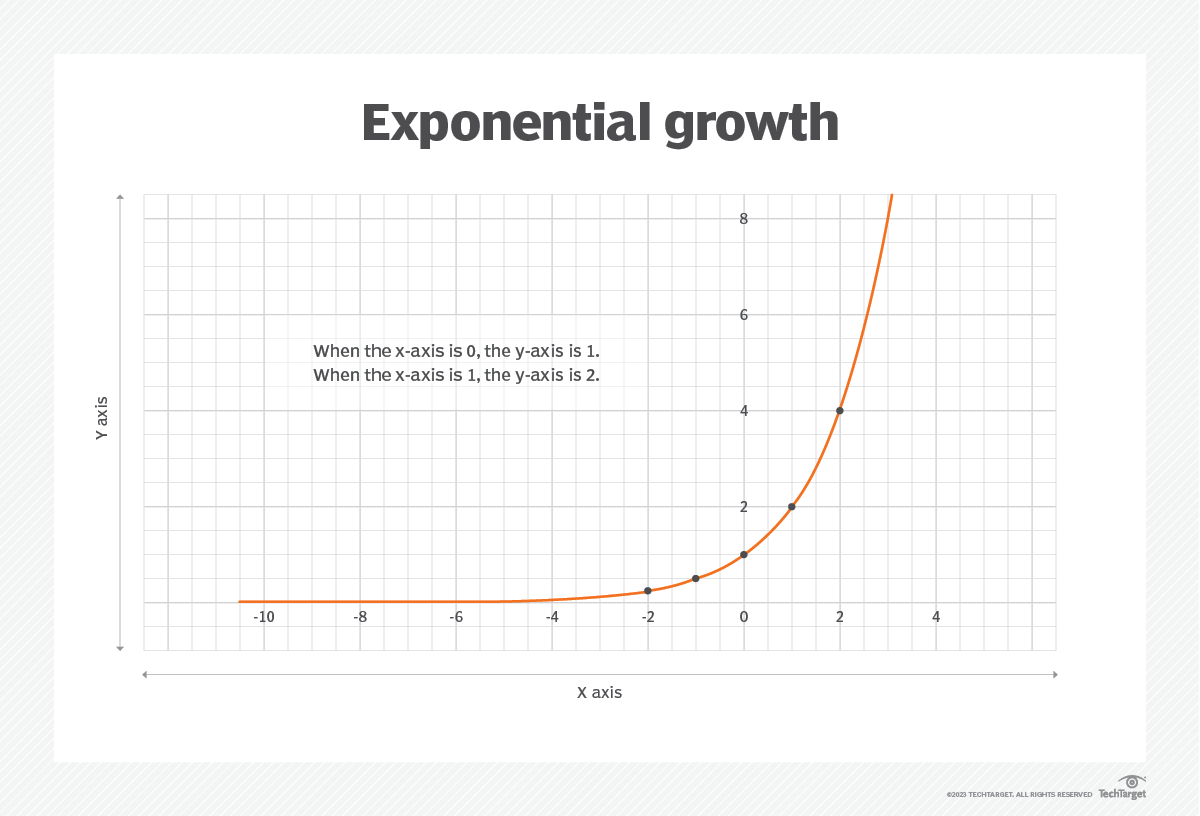 Exponential growth
8
6
When the x-axis is 0, the y-axis is 1.
When the x-axis is 1, the y-axis is 2.
4
Y axis
2
-10 -8 -6 -4 -2 0 2 4
X axis
©2023 TECHTARGET. ALL RIGHTS RESERVED TechTarget